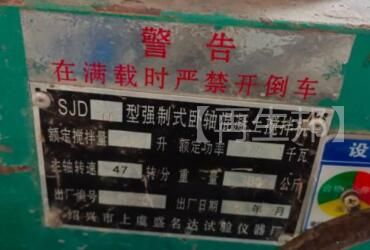 警告
在满载时严禁开倒车
SJD 型强制式卧轴
额定搅拌量 升 额定功率 千瓦
主轴转速 47 转/分 重量 公斤
出厂编号 出厂日期 年 月
绍兴市上虞盛名达试验仪器厂
设